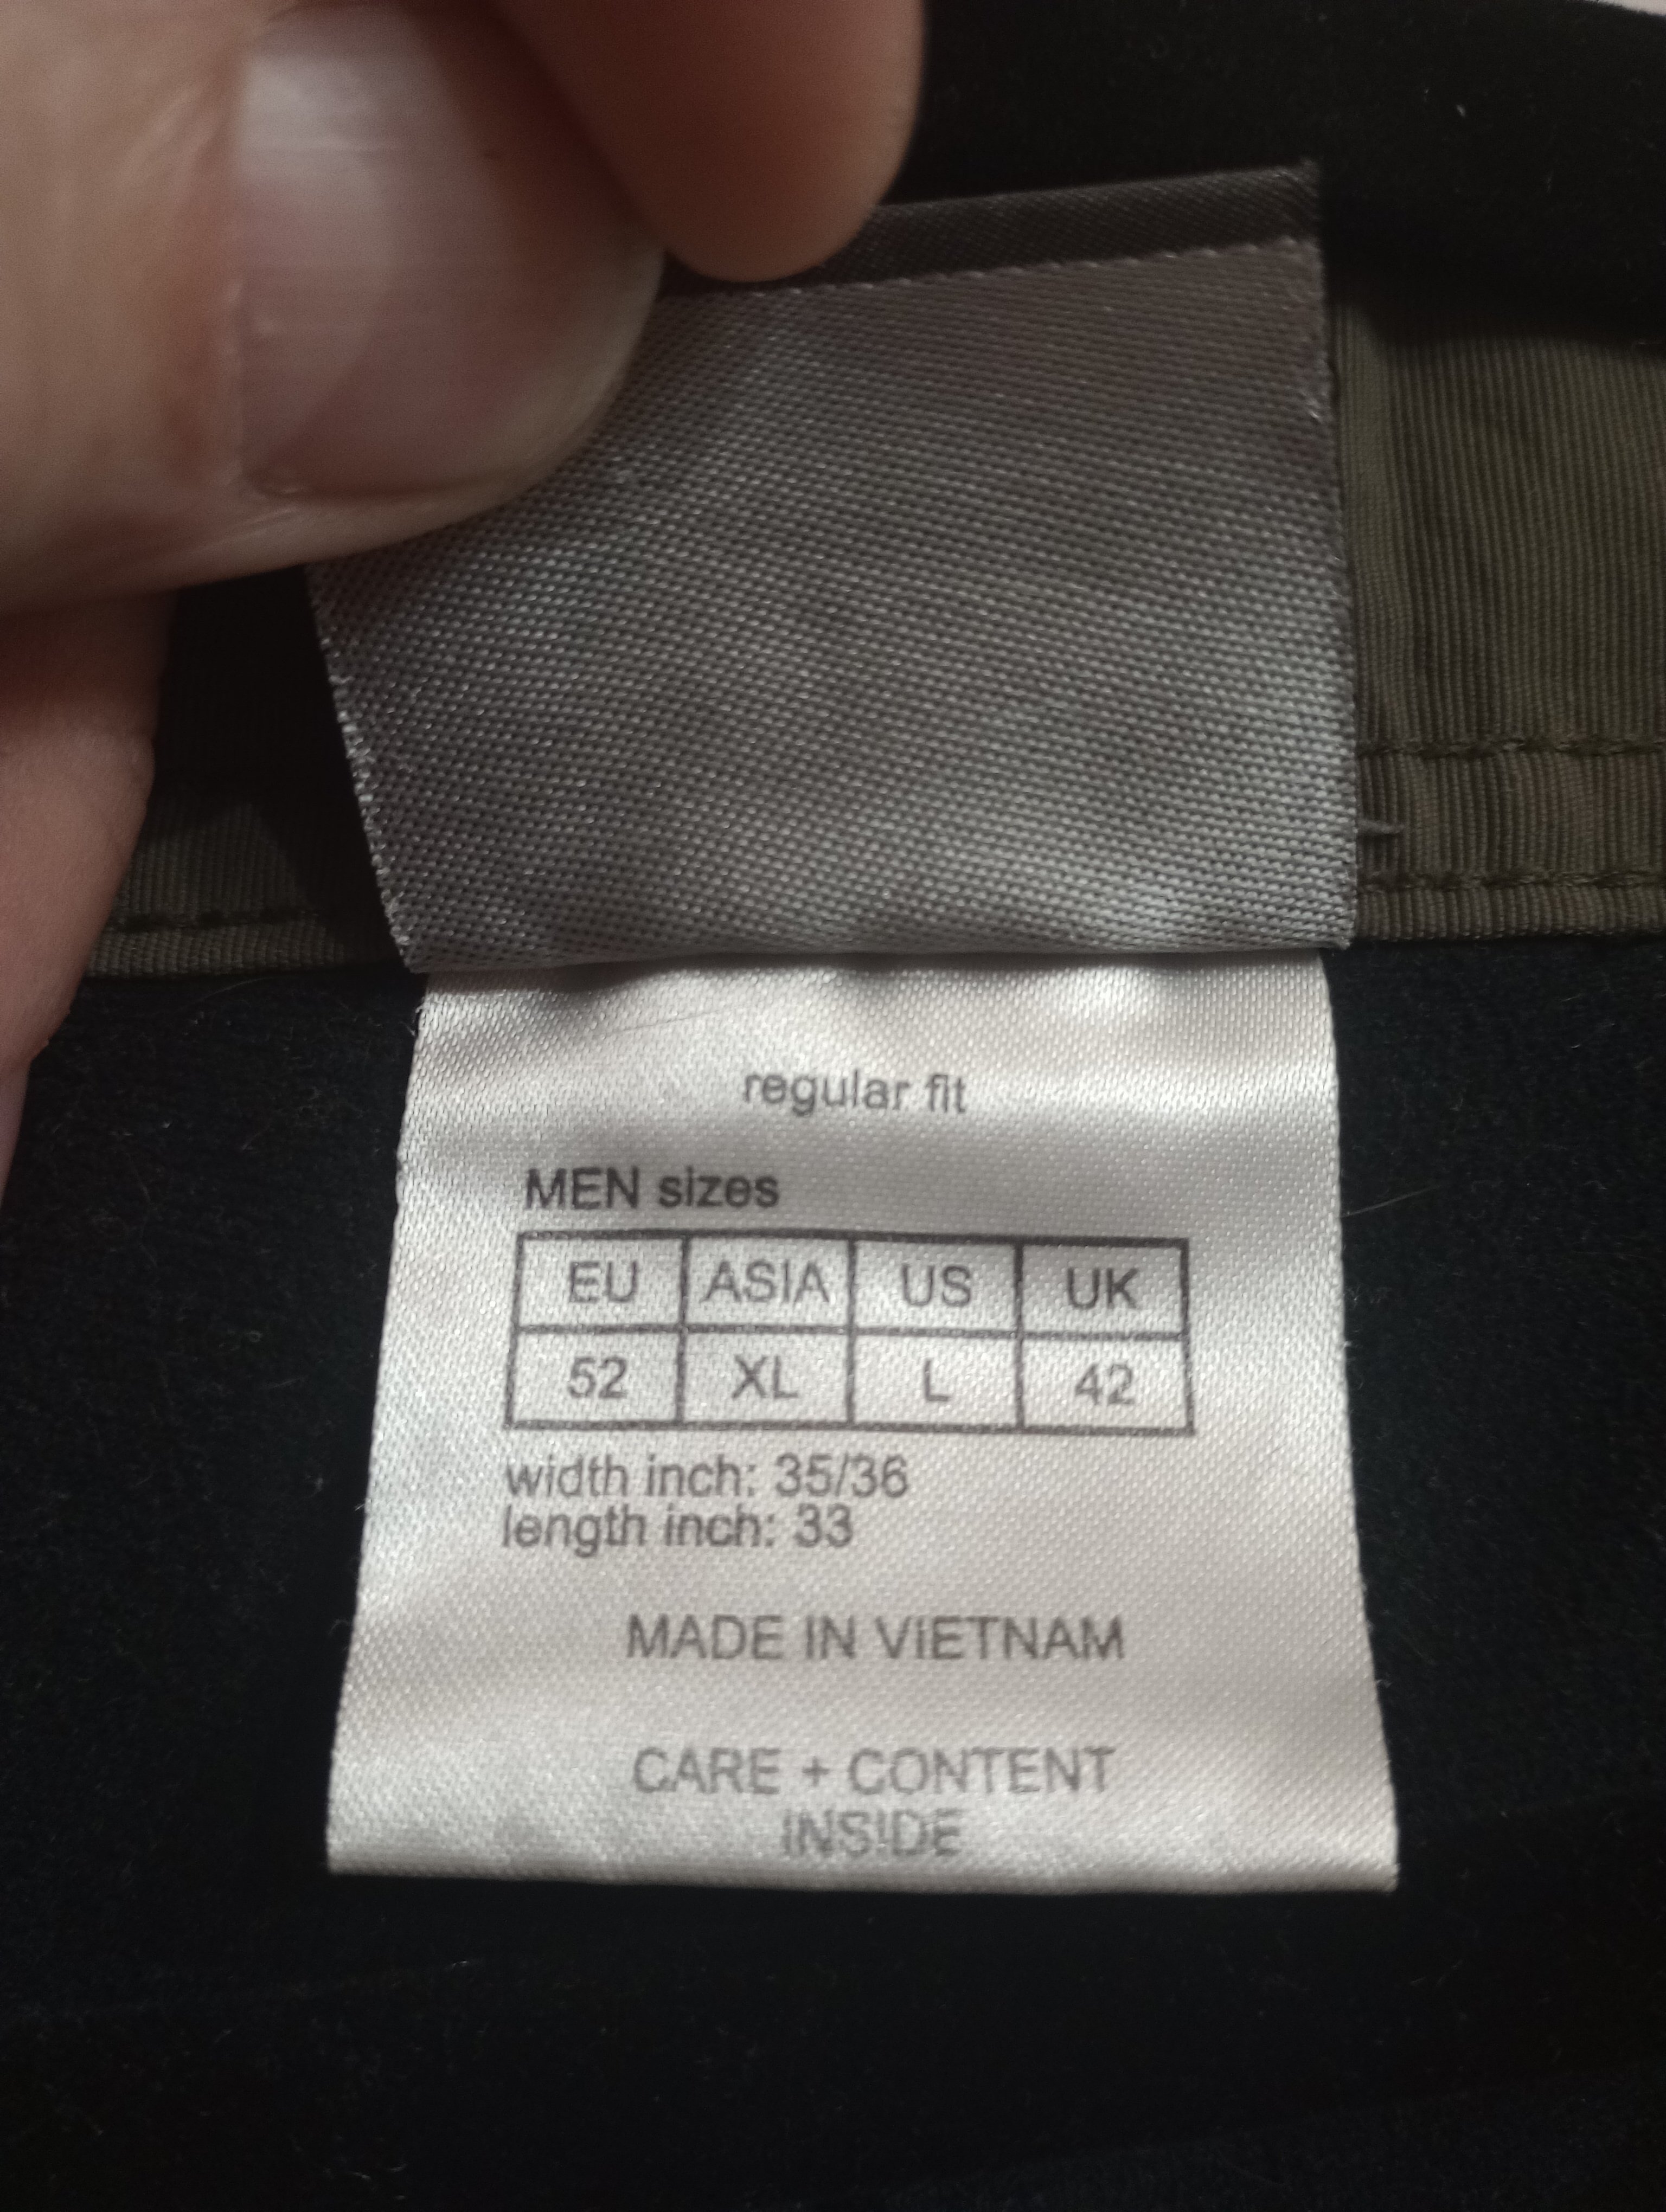 regular fit
MEN sizes
EU ASIA US UK
52 XL L 42
width inch: 35/36
length inch: 33
MADE IN VIETNAM
CARE + CONTENT
INSIDE